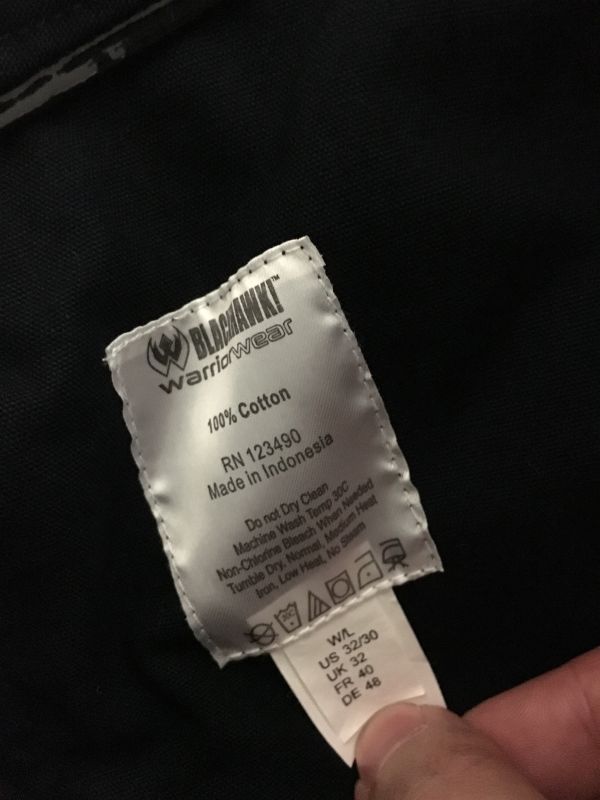 BLACKHAWK!™
warriorwear
100% Cotton
RN 123490
Made in Indonesia
Do not Dry Clean
Machine Wash Temp 30C
Non-Chlorine Bleach When Needed
Tumble Dry, Normal, Medium Heat
Iron, Low Heat, No Steam
30C
W/L
US 32/30
UK 32
FR 40
DE 48